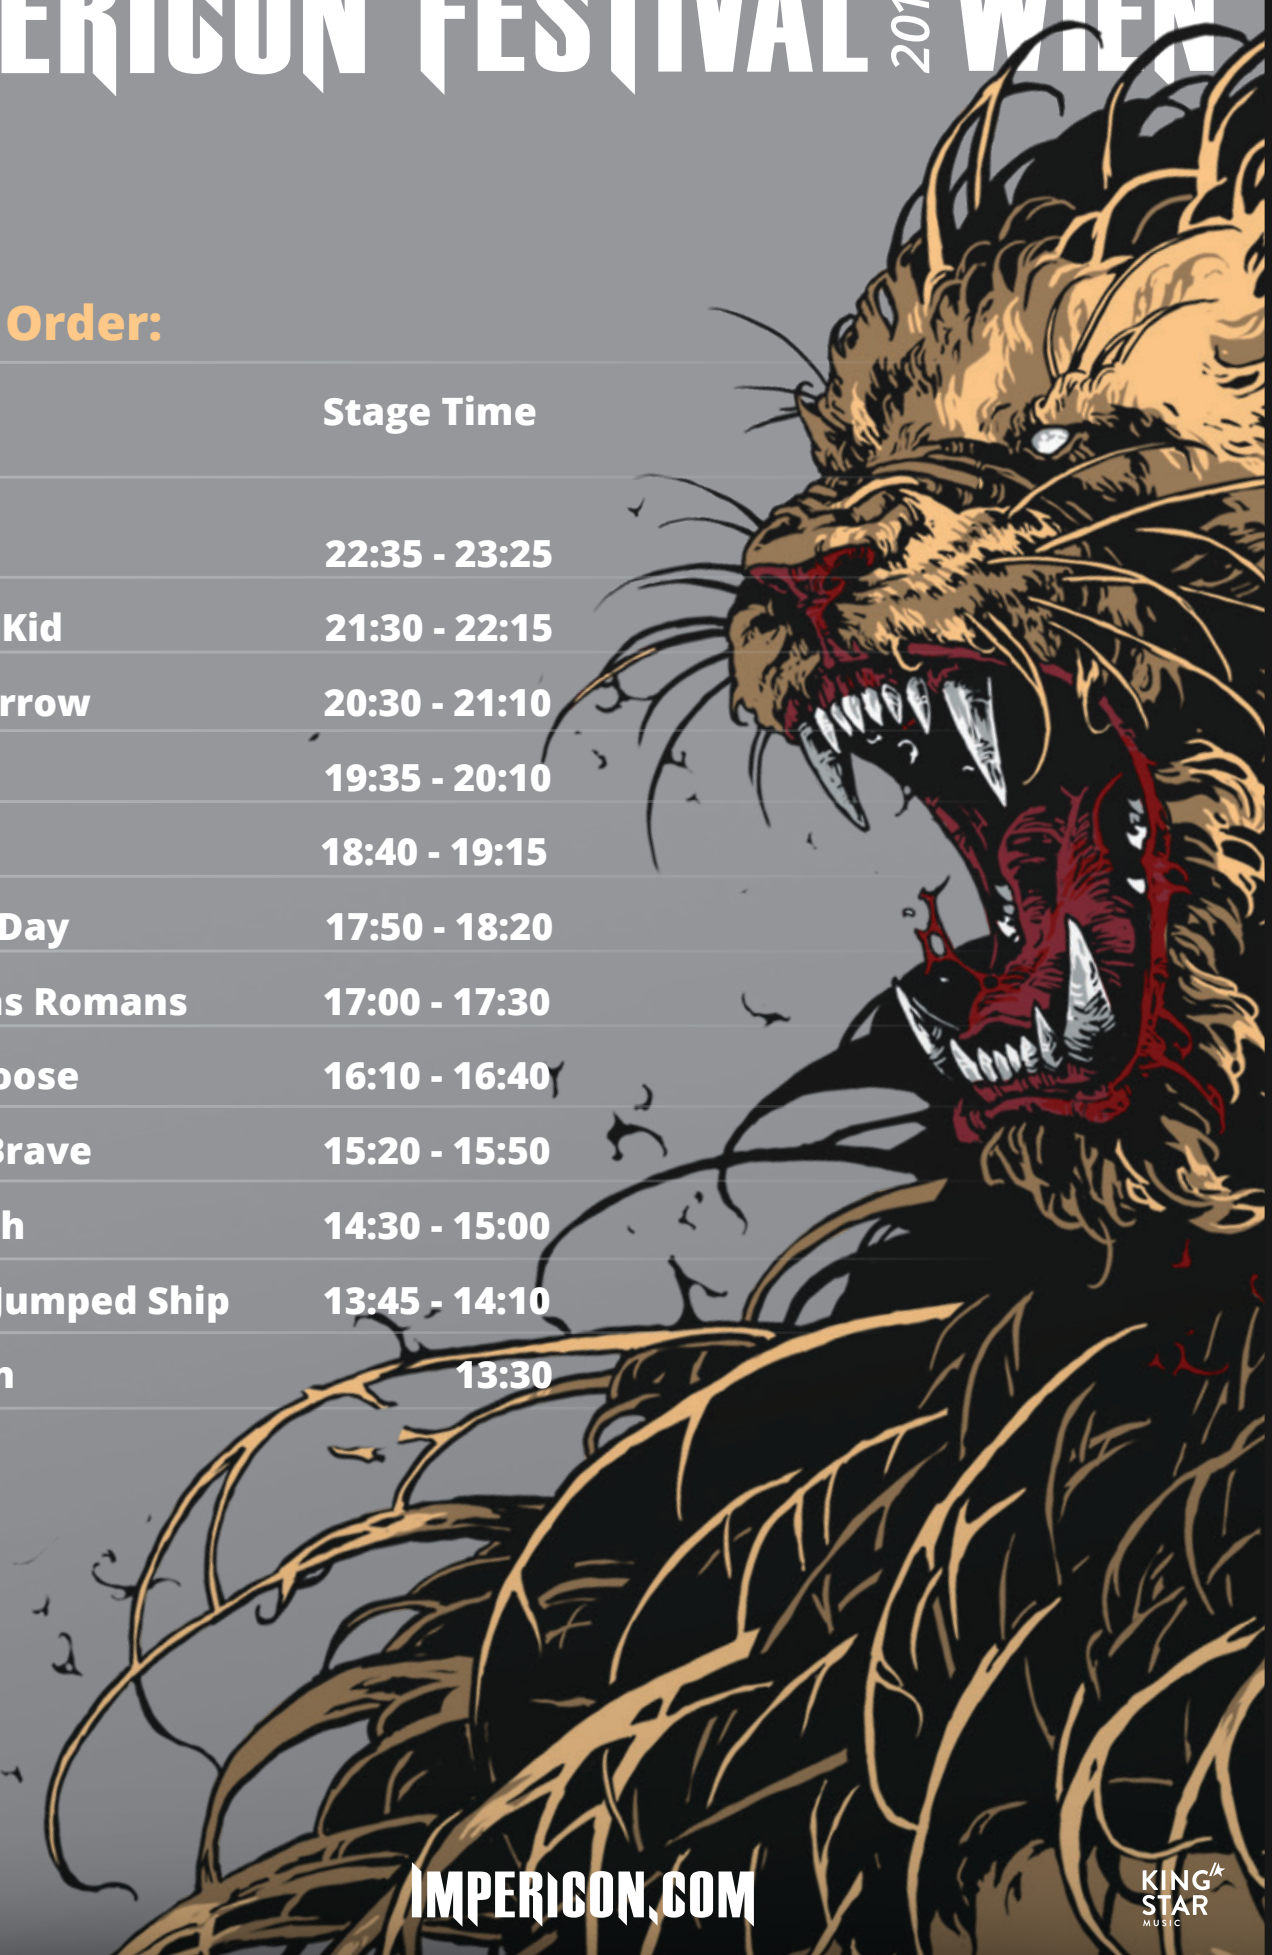 ERICON FESTIVAL 201 WIEN
Order:
Stage Time
22:35 - 23:25
Kid 21:30 - 22:15
rrow 20:30 - 21:10
19:35 - 20:10
18:40 - 19:15
Day 17:50 - 18:20
as Romans 17:00 - 17:30
oose 16:10 - 16:40
Brave 15:20 - 15:50
h 14:30 - 15:00
Jumped Ship 13:45 - 14:10
n 13:30
IMPERICON.COM
KING
STAR
MUSIC